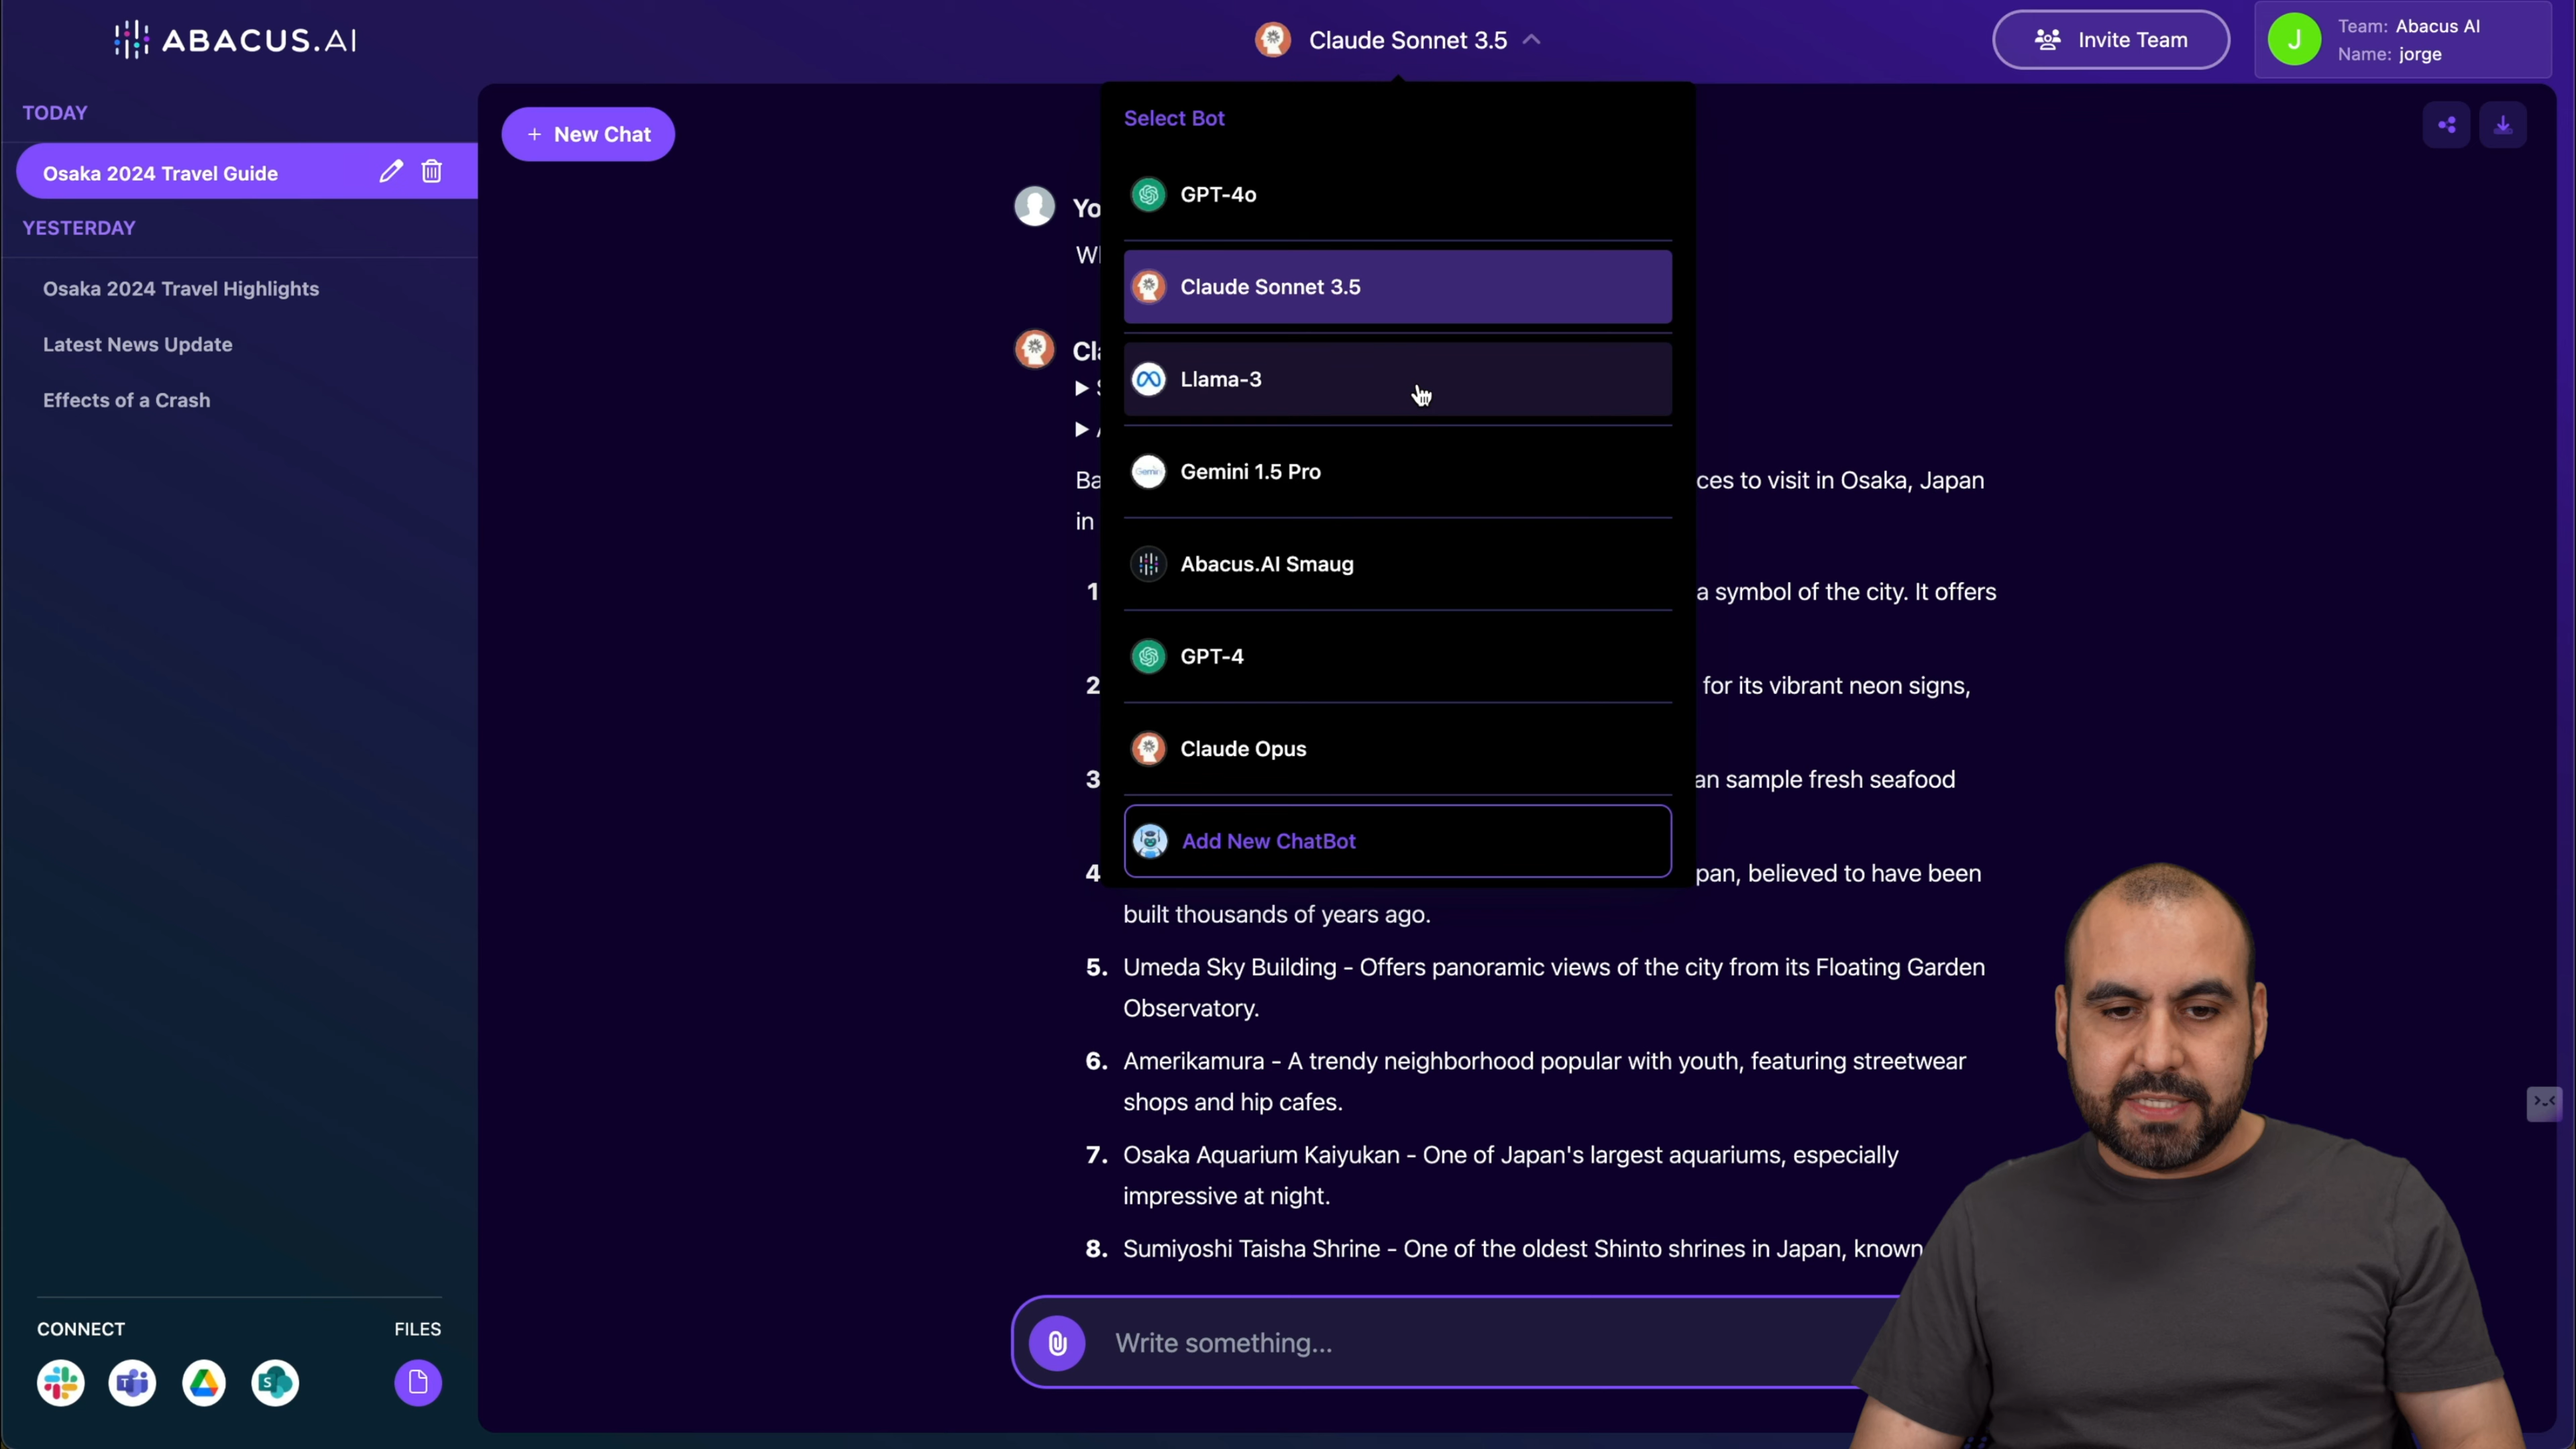 ABACUS.AI
Claude Sonnet 3.5
Invite Team
J
Team: Abacus AI
Name: jorge
TODAY
Osaka 2024 Travel Guide
YESTERDAY
Osaka 2024 Travel Highlights
Latest News Update
Effects of a Crash
CONNECT
FILES
+ New Chat
Select Bot
GPT-4o
Claude Sonnet 3.5
Llama-3
Gemini 1.5 Pro
Abacus.AI Smaug
GPT-4
Claude Opus
Add New ChatBot
ces to visit in Osaka, Japan
in
1 a symbol of the city. It offers
2 for its vibrant neon signs,
3 an sample fresh seafood
4 pan, believed to have been
built thousands of years ago.
5. Umeda Sky Building - Offers panoramic views of the city from its Floating Garden
Observatory.
6. Amerikamura - A trendy neighborhood popular with youth, featuring streetwear
shops and hip cafes.
7. Osaka Aquarium Kaiyukan - One of Japan's largest aquariums, especially
impressive at night.
8. Sumiyoshi Taisha Shrine - One of the oldest Shinto shrines in Japan, known
Write something...